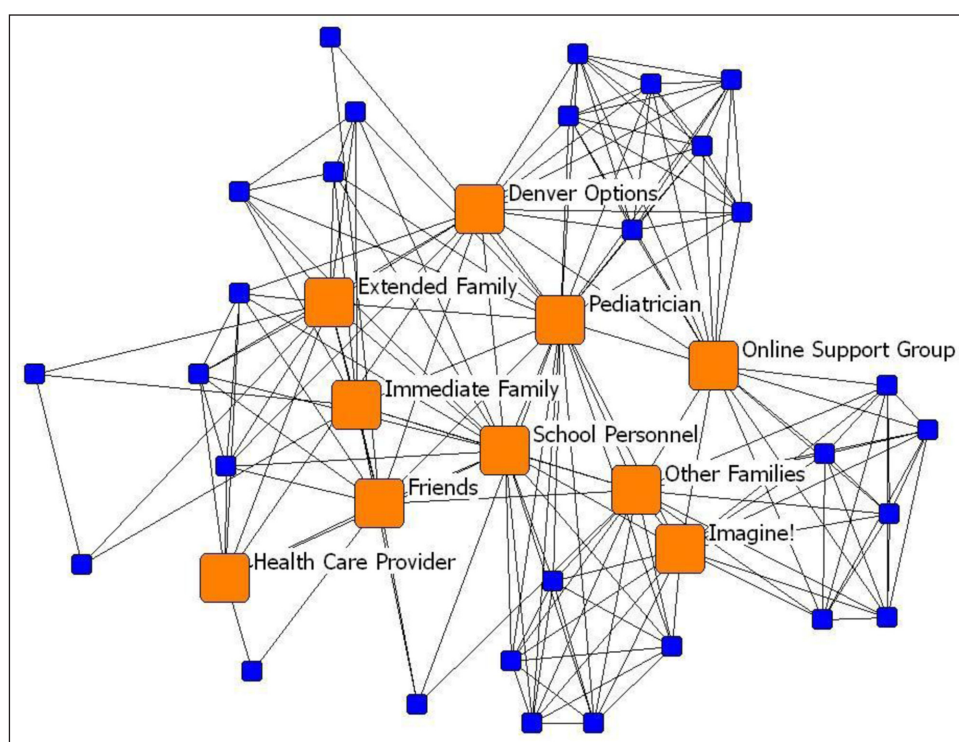 Denver Options
Extended Family
Pediatrician
Online Support Group
Immediate Family
School Personnel
Other Families
Friends
Imagine!
Health Care Provider